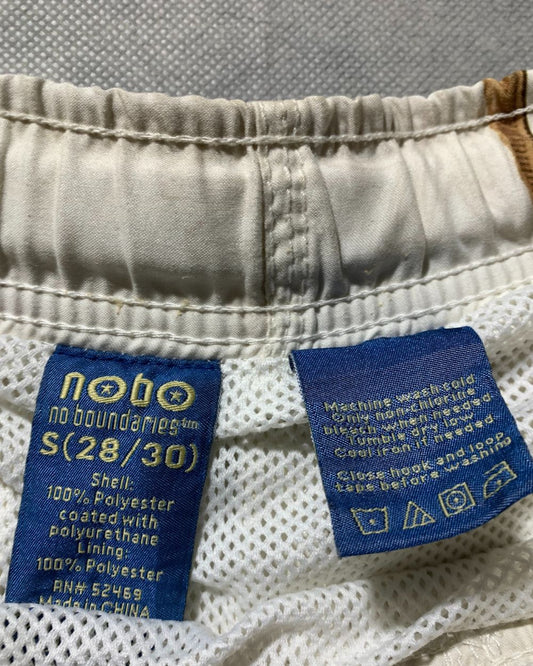 nobo
no boundaries™
S(28/30)
Shell:
100% Polyester
coated with
polyurethane
Lining:
100% Polyester
RN# 52469
Made in CHINA
Machine wash cold
Only non-chlorine
bleach when needed
Tumble dry low
Cool iron if needed.
Close hook and loop
tape before washing